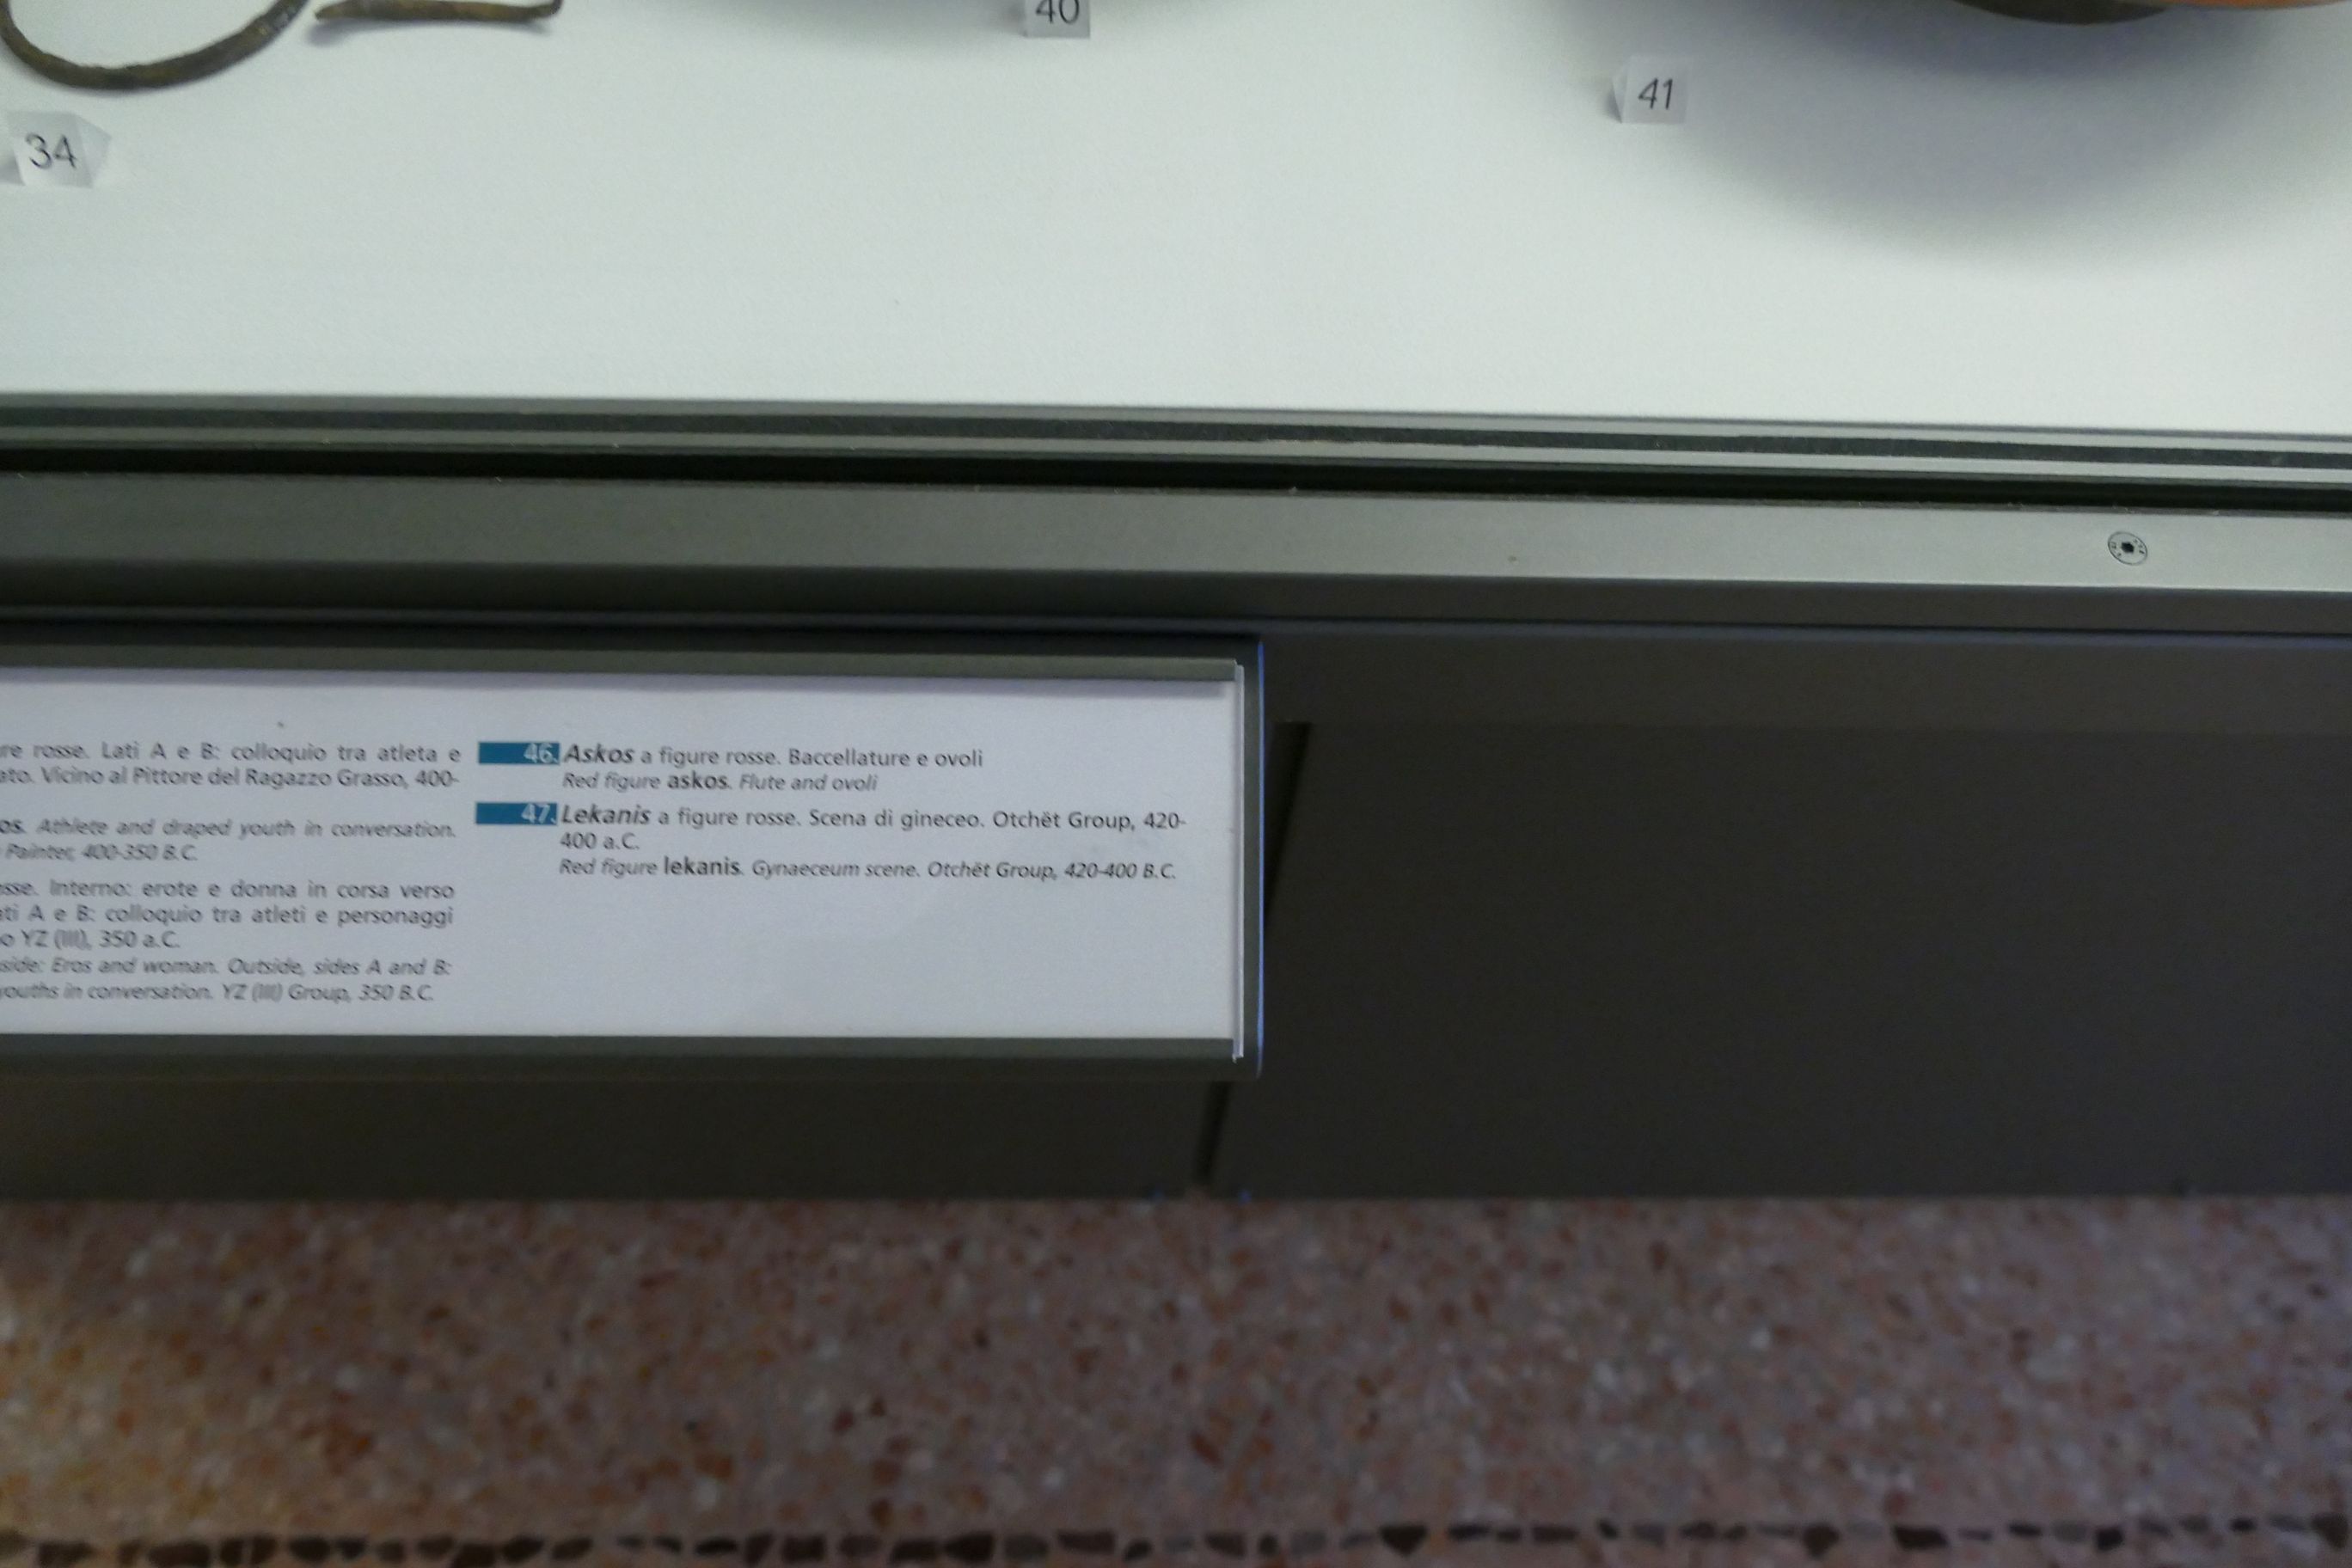 40
41
34
re rosse. Lati A e B: colloquio tra atleta e
ato. Vicino al Pittore del Ragazzo Grasso, 400-
os. Athlete and draped youth in conversation.
Painter, 400-350 B.C.
sse. Interno: erote e donna in corsa verso
ati A e B: colloquio tra atleti e personaggi
o YZ (III), 350 a.C.
side: Eros and woman. Outside, sides A and B:
youths in conversation. YZ (III) Group, 350 B.C.
46. Askos a figure rosse. Baccellature e ovoli
Red figure askos. Flute and ovoli
47. Lekanis a figure rosse. Scena di gineceo. Otchët Group, 420-
400 a.C.
Red figure lekanis. Gynaeceum scene. Otchët Group, 420-400 B.C.